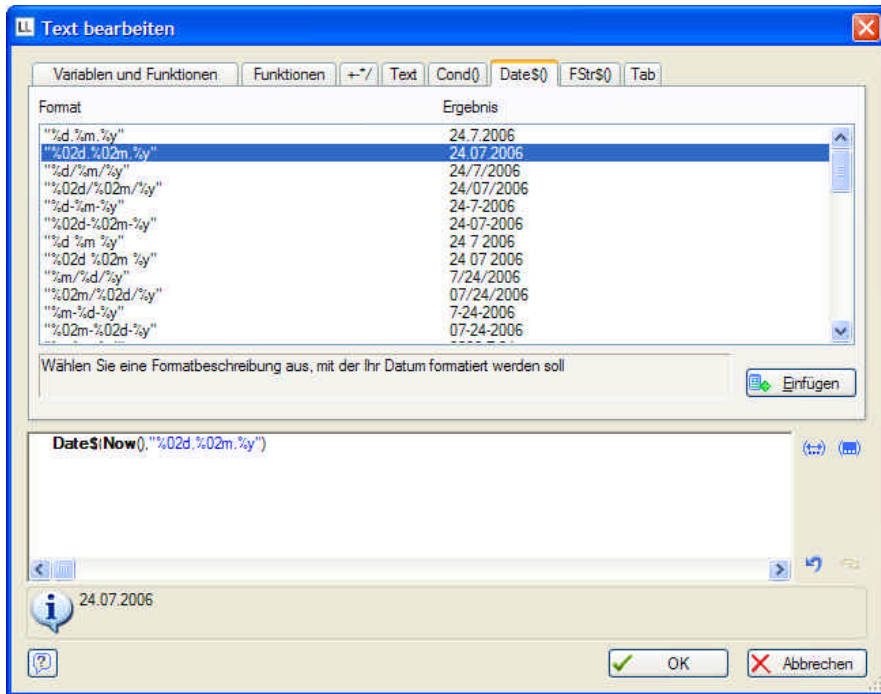 LL Text bearbeiten
Variablen und Funktionen Funktionen +-*/ Text Cond() Date$() FStr$() Tab
Format Ergebnis
"%d.%m.%y" 24.7.2006
"%02d.%02m.%y" 24.07.2006
"%d/%m/%y" 24/7/2006
"%02d/%02m/%y" 24/07/2006
"%d-%m-%y" 24-7-2006
"%02d-%02m-%y" 24-07-2006
"%d %m %y" 24 7 2006
"%02d %02m %y" 24 07 2006
"%m/%d/%y" 7/24/2006
"%02m/%02d/%y" 07/24/2006
"%m-%d-%y" 7-24-2006
"%02m-%02d-%y" 07-24-2006
Wählen Sie eine Formatbeschreibung aus, mit der Ihr Datum formatiert werden soll
Einfügen
Date$(Now(),"%02d.%02m.%y")
24.07.2006
OK Abbrechen